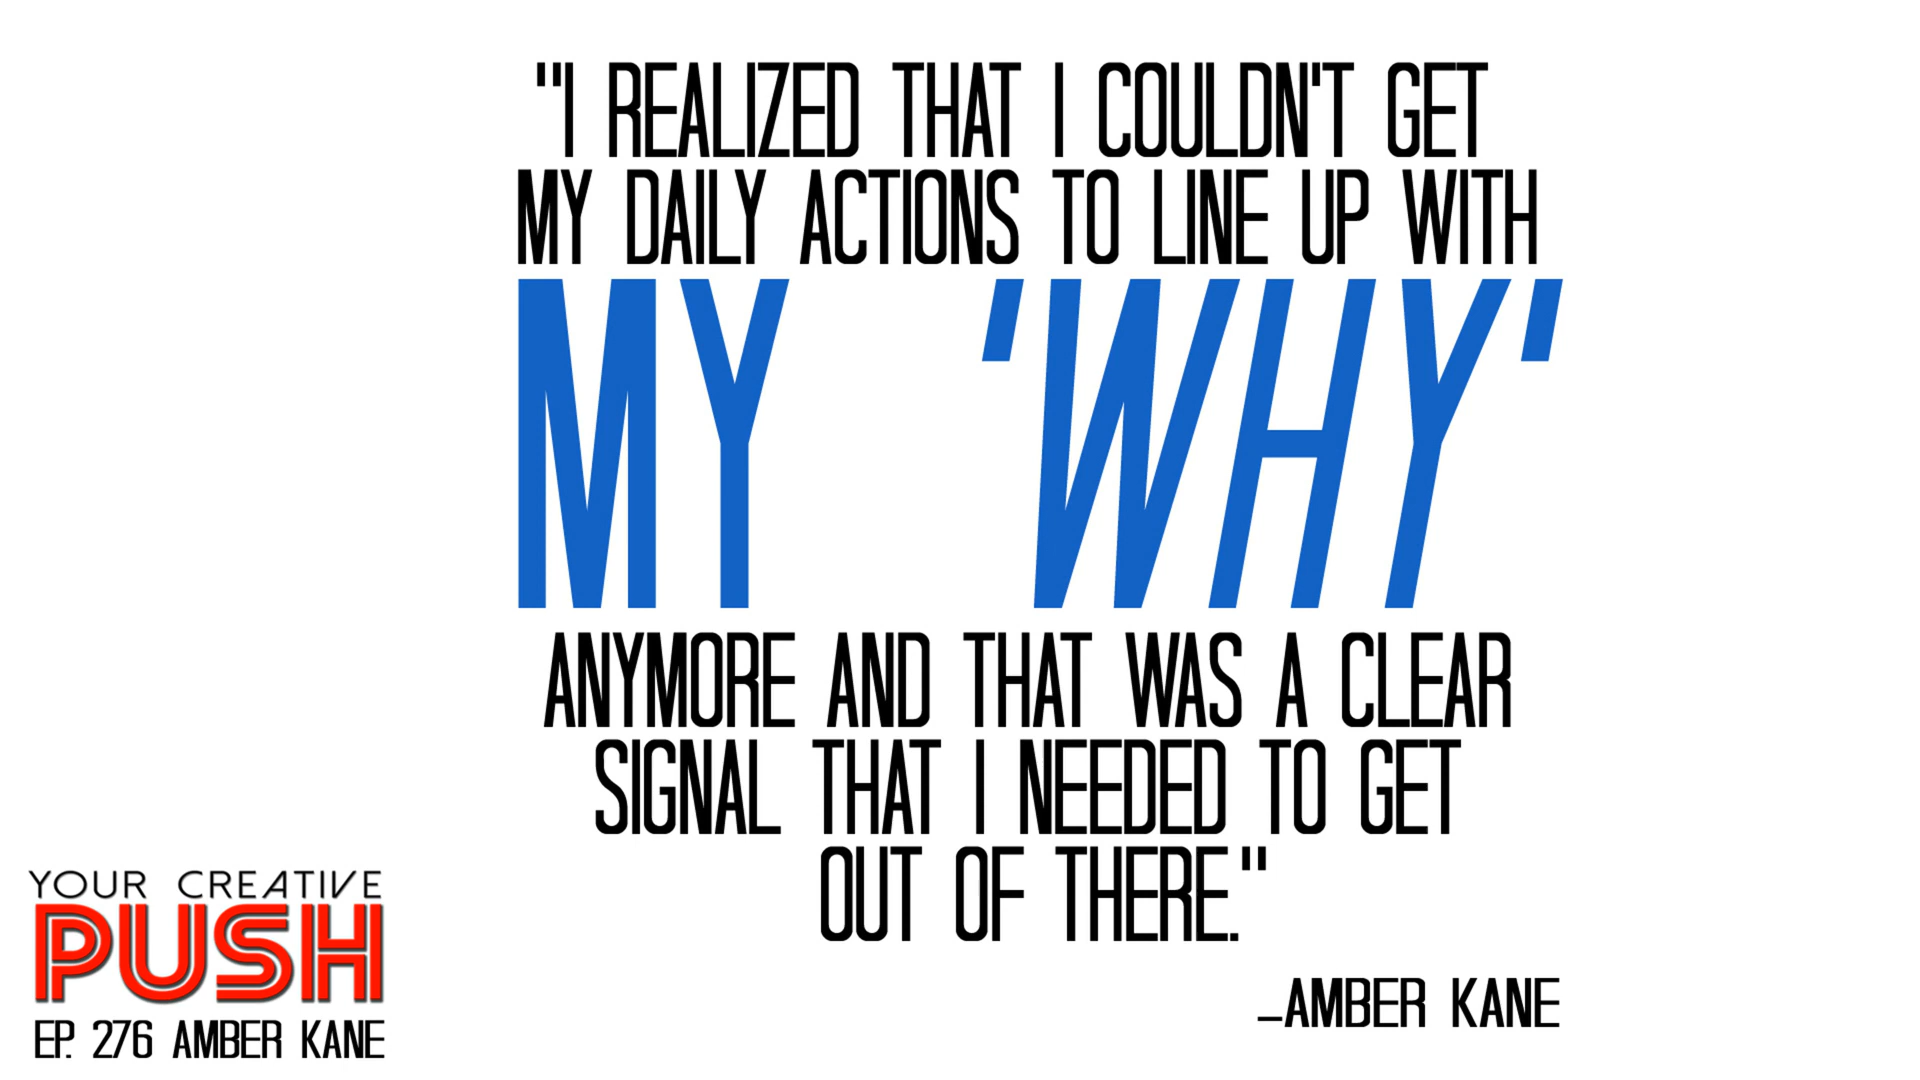 "I REALIZED THAT I COULDN'T GET
MY DAILY ACTIONS TO LINE UP WITH
MY 'WHY'
ANYMORE AND THAT WAS A CLEAR
SIGNAL THAT I NEEDED TO GET
OUT OF THERE."
-AMBER KANE
YOUR CREATIVE
PUSH
EP. 276 AMBER KANE